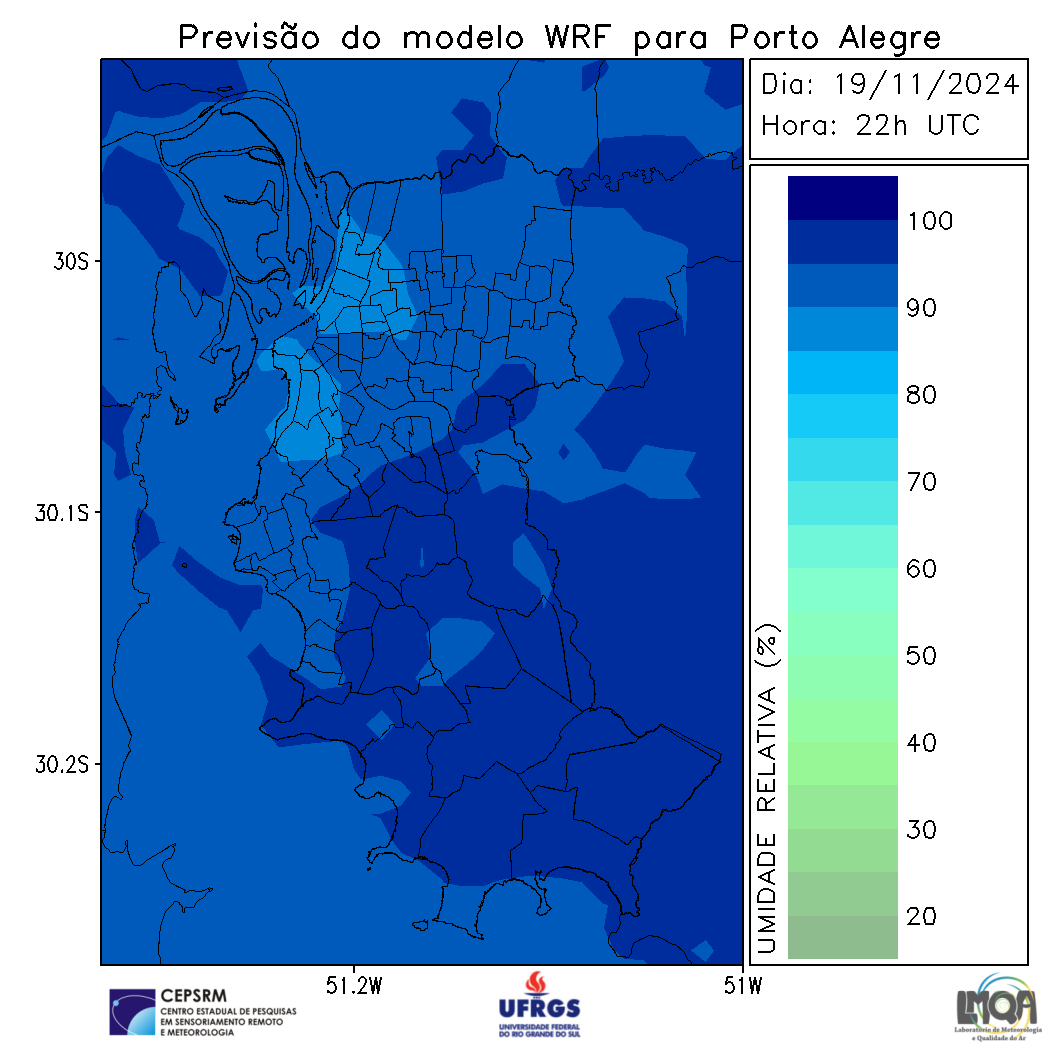 Previsão do modelo WRF para Porto Alegre
Dia: 19/11/2024
Hora: 22h UTC
30S
30.1S
30.2S
51.2W
51W
100
90
80
70
60
50
40
30
20
UMIDADE RELATIVA (%)
CEPSRM
CENTRO ESTADUAL DE PESQUISAS
EM SENSORIAMENTO REMOTO
E METEOROLOGIA
UFRGS
UNIVERSIDADE FEDERAL
DO RIO GRANDE DO SUL
LMQA
Laboratório de Meteorologia
e Qualidade do Ar